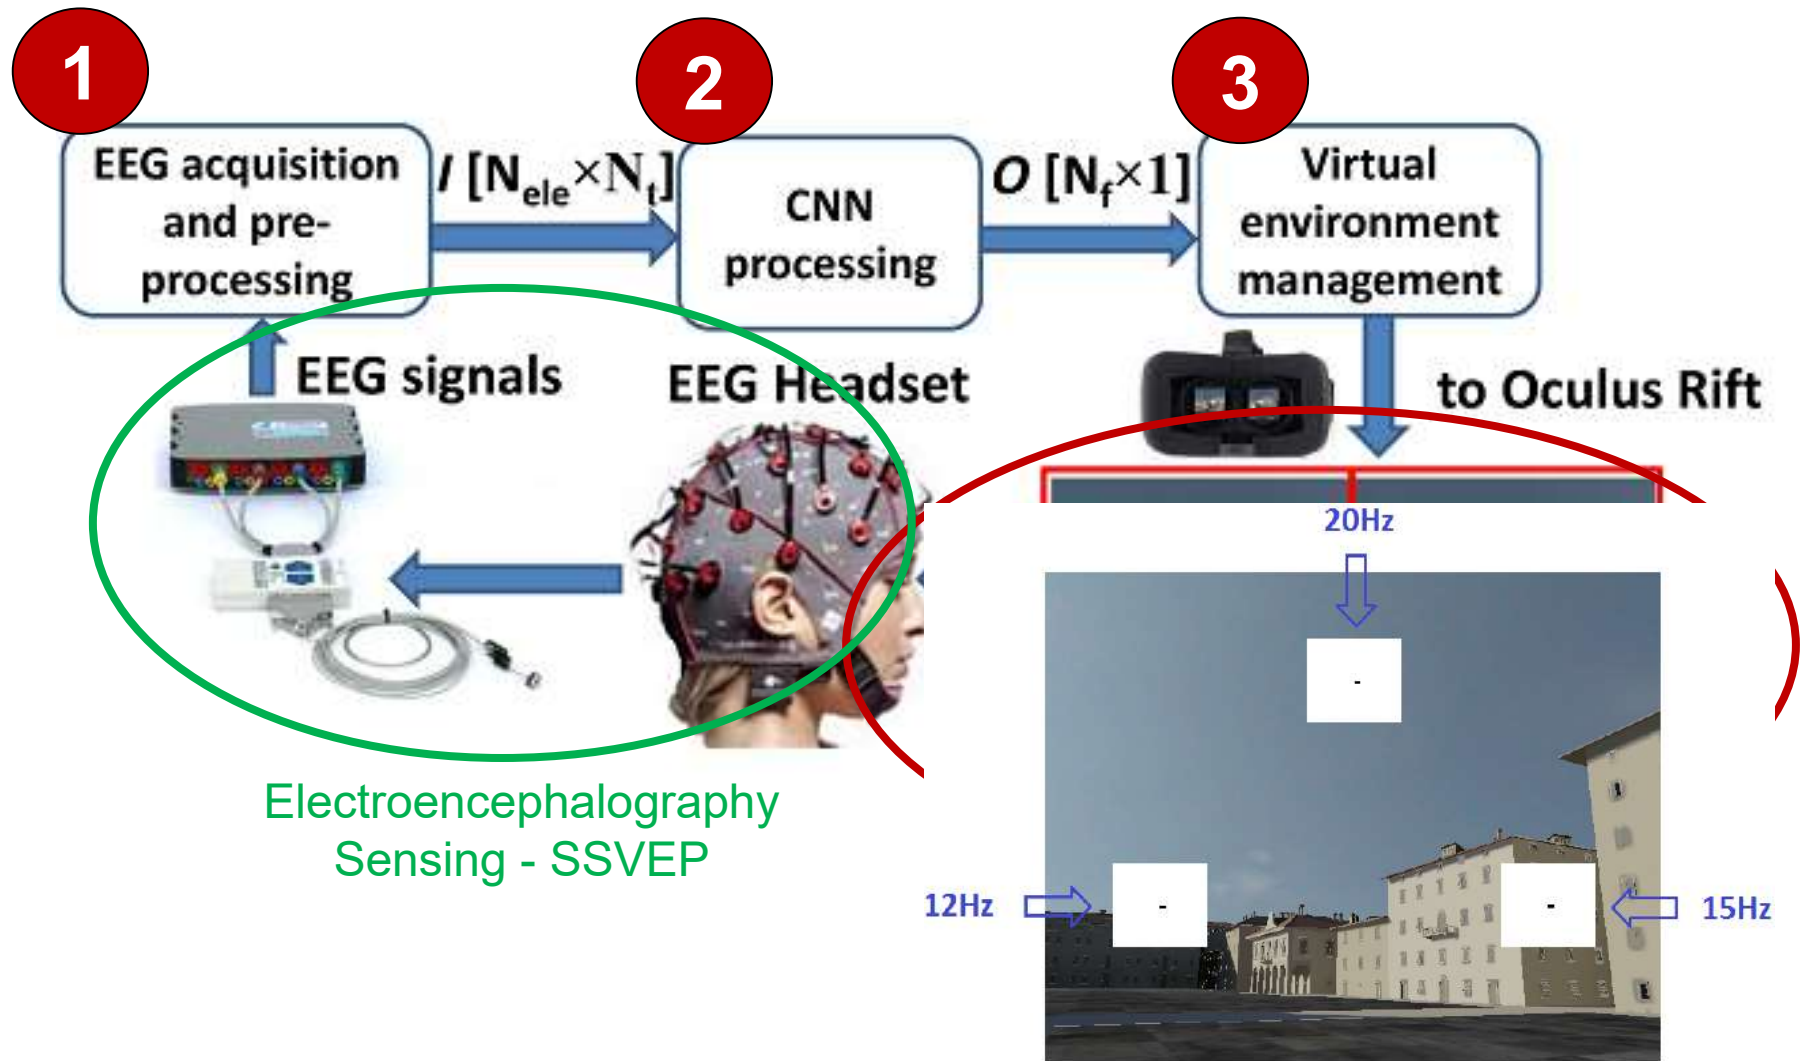 1
2
3
EEG acquisition
and pre-
processing
I [Nele×Nt]
CNN
processing
O [Nf×1]
Virtual
environment
management
EEG signals
EEG Headset
to Oculus Rift
20Hz
-
12Hz
-
-
15Hz
Electroencephalography
Sensing - SSVEP